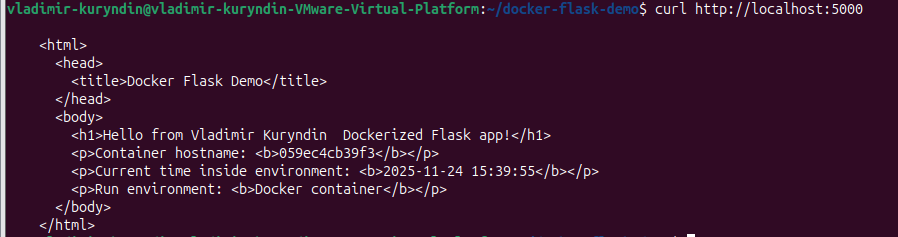 vladimir-kuryndin@vladimir-kuryndin-VMware-Virtual-Platform:~/docker-flask-demo$ curl http://localhost:5000
<html>
<head>
<title>Docker Flask Demo</title>
</head>
<body>
<h1>Hello from Vladimir Kuryndin  Dockerized Flask app!</h1>
<p>Container hostname: <b>059ec4cb39f3</b></p>
<p>Current time inside environment: <b>2025-11-24 15:39:55</b></p>
<p>Run environment: <b>Docker container</b></p>
</body>
</html>